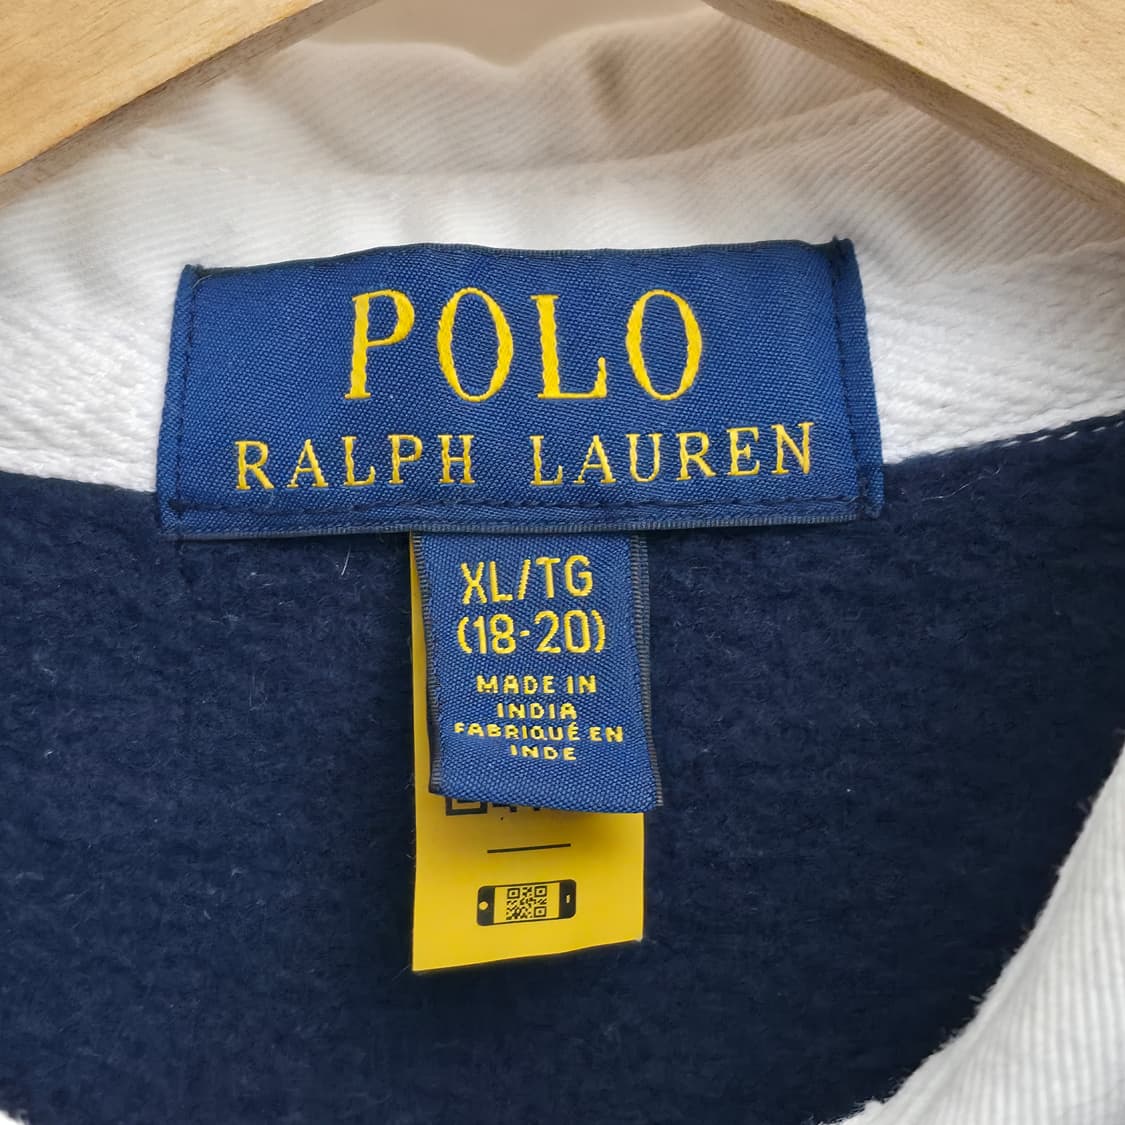 POLO
RALPH LAUREN
XL/TG
(18-20)
MADE IN
INDIA
FABRIQUÉ EN
INDE